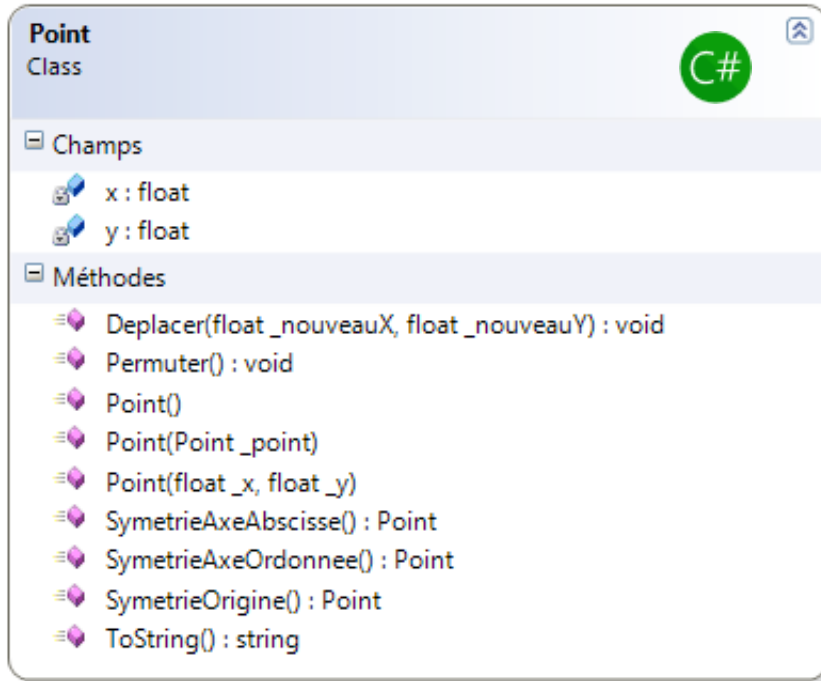 Point
Class
C#
Champs
x : float
y : float
Méthodes
Deplacer(float _nouveauX, float _nouveauY) : void
Permuter() : void
Point()
Point(Point _point)
Point(float _x, float _y)
SymetrieAxeAbscisse() : Point
SymetrieAxeOrdonnee() : Point
SymetrieOrigine() : Point
ToString() : string